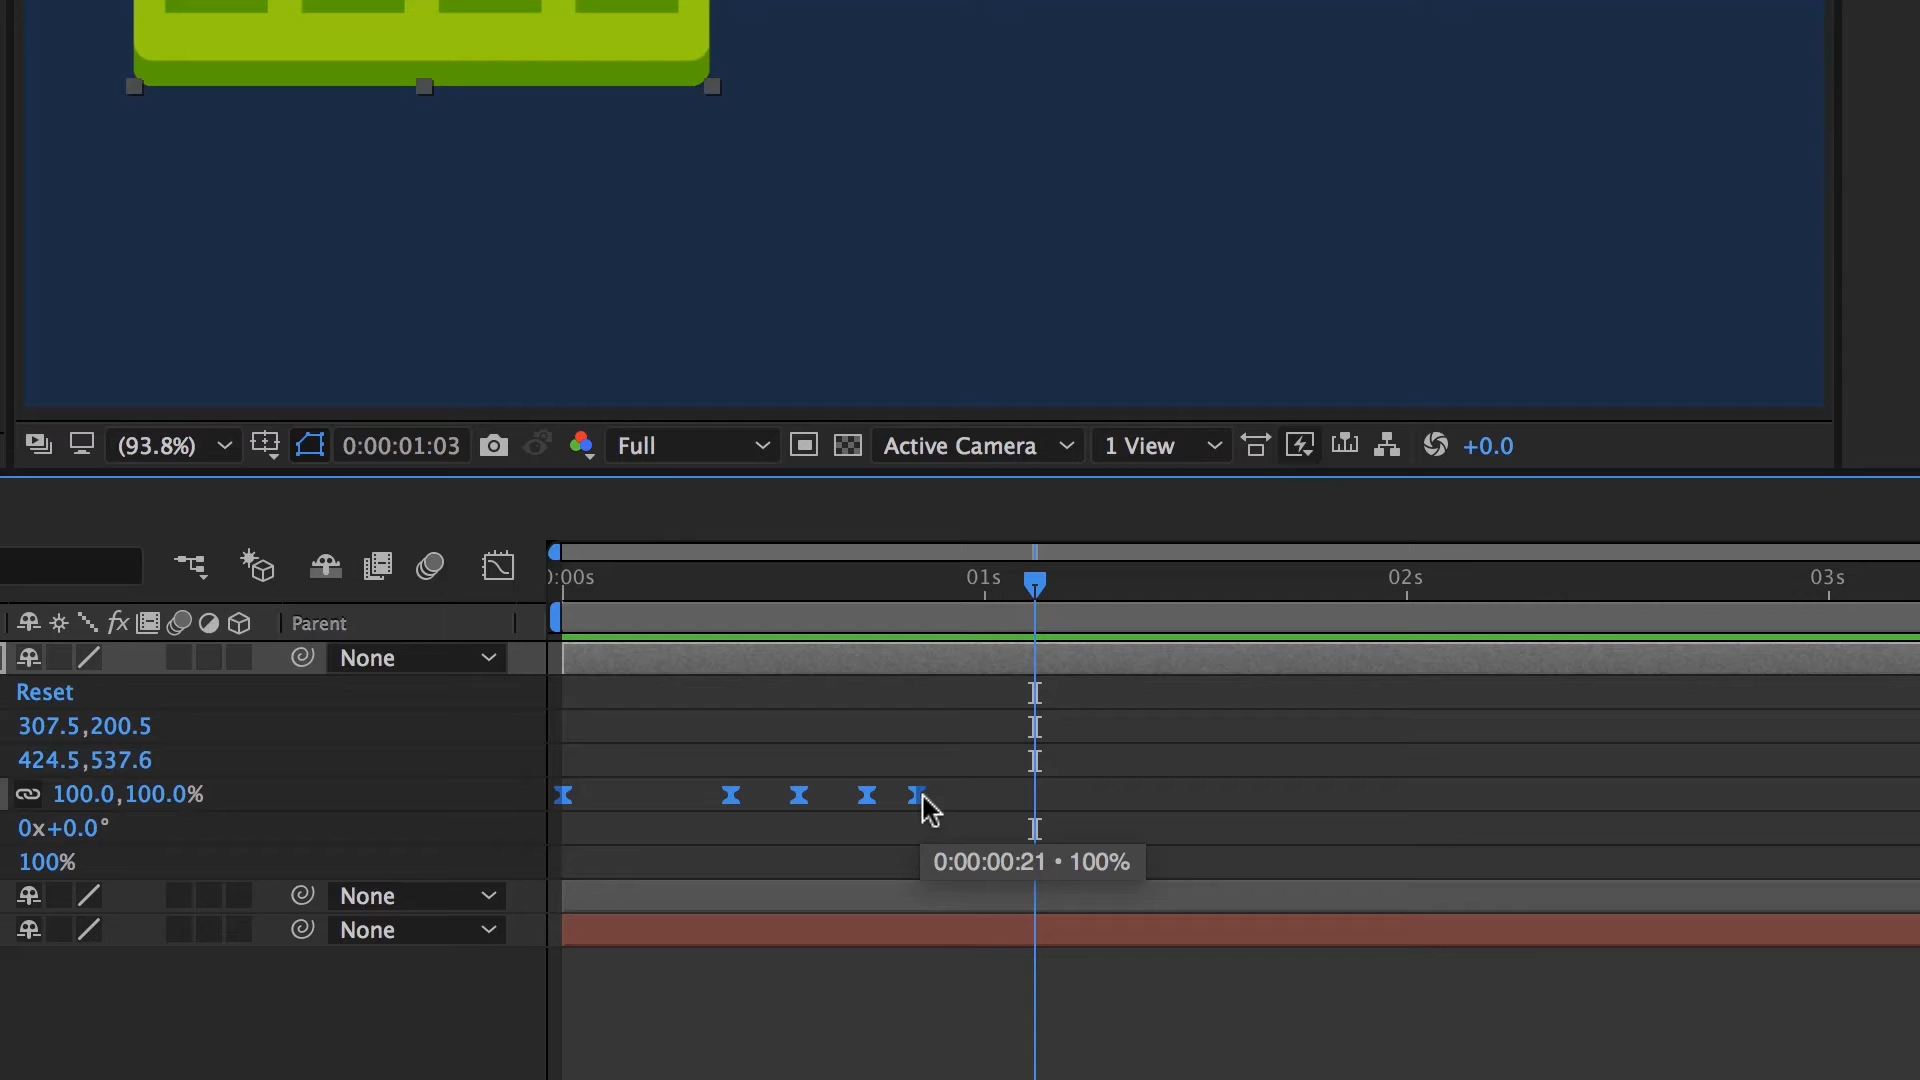 (93.8%) 0:00:01:03 Full Active Camera 1 View +0.0
):00s 01s 02s 03s
fx Parent
None
Reset
307.5,200.5
424.5,537.6
100.0,100.0%
0x+0.0°
100%
0:00:00:21 • 100%
None
None